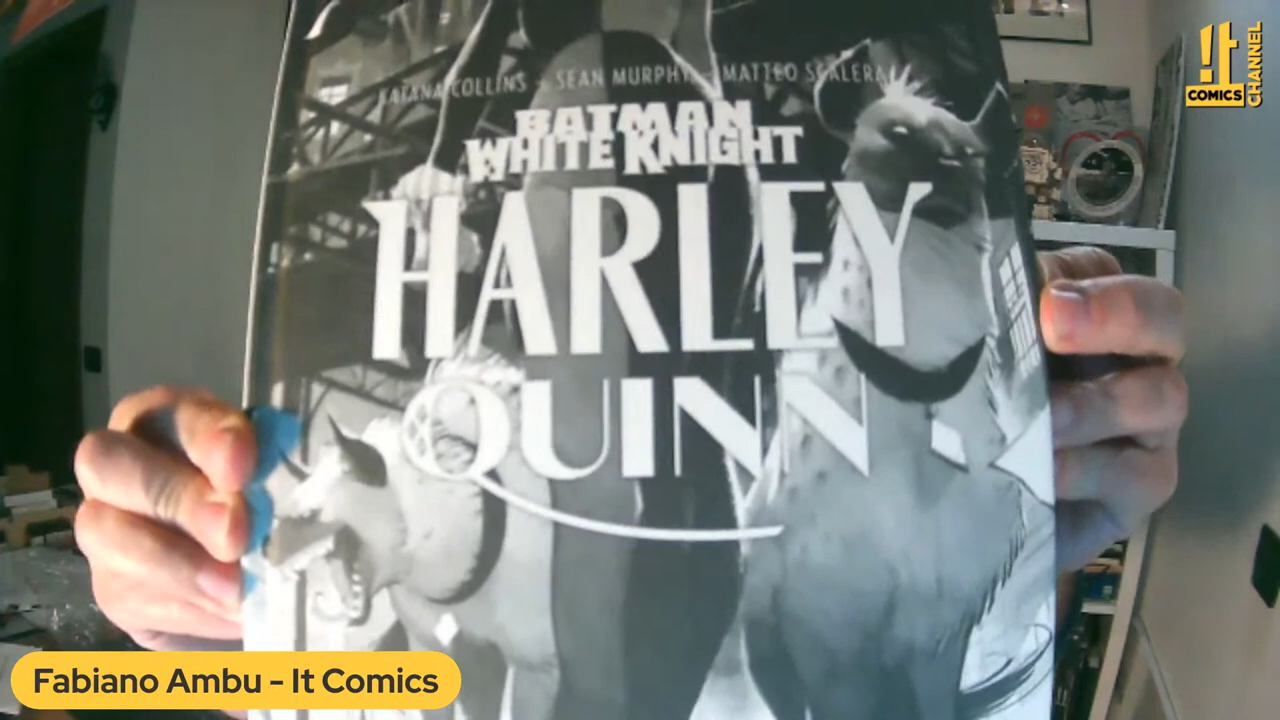 KATANA COLLINS - SEAN MURPHY - MATTEO SCALERA
BATMAN
WHITE KNIGHT
HARLEY
QUINN
!t
COMICS
CHANNEL
Fabiano Ambu - It Comics